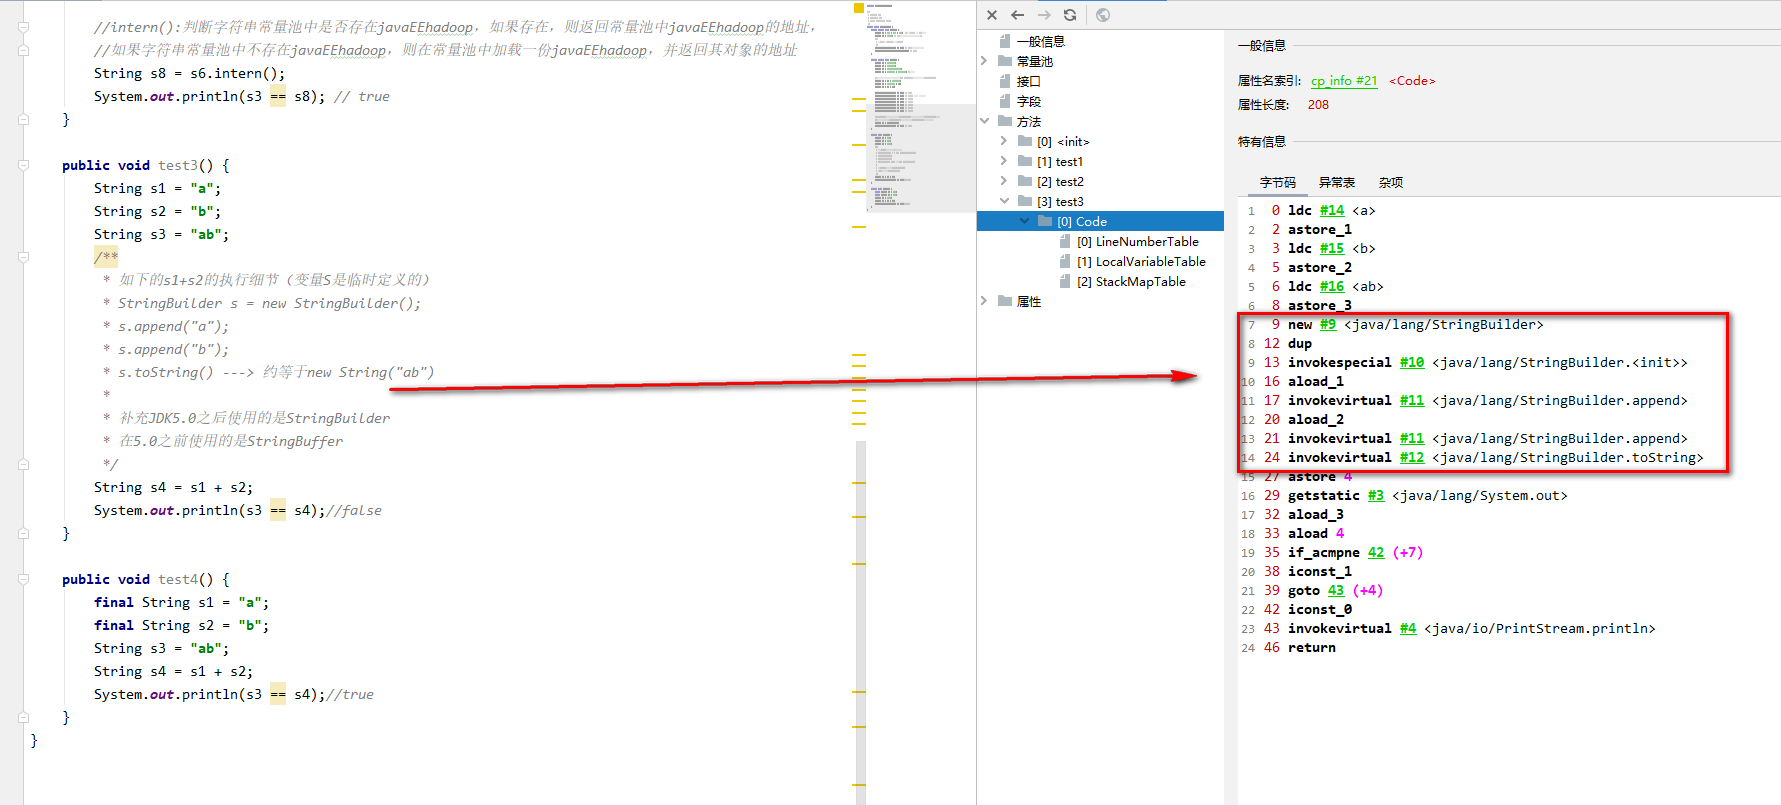 //intern():判断字符串常量池中是否存在javaEEhadoop，如果存在，则返回常量池中javaEEhadoop的地址，
//如果字符串常量池中不存在javaEEhadoop，则在常量池中加载一份javaEEhadoop，并返回其对象的地址
String s8 = s6.intern();
System.out.println(s3 == s8); // true
}
public void test3() {
String s1 = "a";
String s2 = "b";
String s3 = "ab";
/**
* 如下的s1+s2的执行细节（变量S是临时定义的）
* StringBuilder s = new StringBuilder();
* s.append("a");
* s.append("b");
* s.toString() ---> 约等于new String("ab")
*
* 补充JDK5.0之后使用的是StringBuilder
* 在5.0之前使用的是StringBuffer
*/
String s4 = s1 + s2;
System.out.println(s3 == s4);//false
}
public void test4() {
final String s1 = "a";
final String s2 = "b";
String s3 = "ab";
String s4 = s1 + s2;
System.out.println(s3 == s4);//true
}
}
一般信息
常量池
接口
字段
方法
[0] <init>
[1] test1
[2] test2
[3] test3
[0] Code
[0] LineNumberTable
[1] LocalVariableTable
[2] StackMapTable
属性
一般信息
属性名索引: cp_info #21 <Code>
属性长度: 208
特有信息
字节码 异常表 杂项
1 0 ldc #14 <a>
2 2 astore_1
3 3 ldc #15 <b>
4 5 astore_2
5 6 ldc #16 <ab>
6 8 astore_3
7 9 new #9 <java/lang/StringBuilder>
8 12 dup
9 13 invokespecial #10 <java/lang/StringBuilder.<init>>
10 16 aload_1
11 17 invokevirtual #11 <java/lang/StringBuilder.append>
12 20 aload_2
13 21 invokevirtual #11 <java/lang/StringBuilder.append>
14 24 invokevirtual #12 <java/lang/StringBuilder.toString>
15 27 astore 4
16 29 getstatic #3 <java/lang/System.out>
17 32 aload_3
18 33 aload 4
19 35 if_acmpne 42 (+7)
20 38 iconst_1
21 39 goto 43 (+4)
22 42 iconst_0
23 43 invokevirtual #4 <java/io/PrintStream.println>
24 46 return